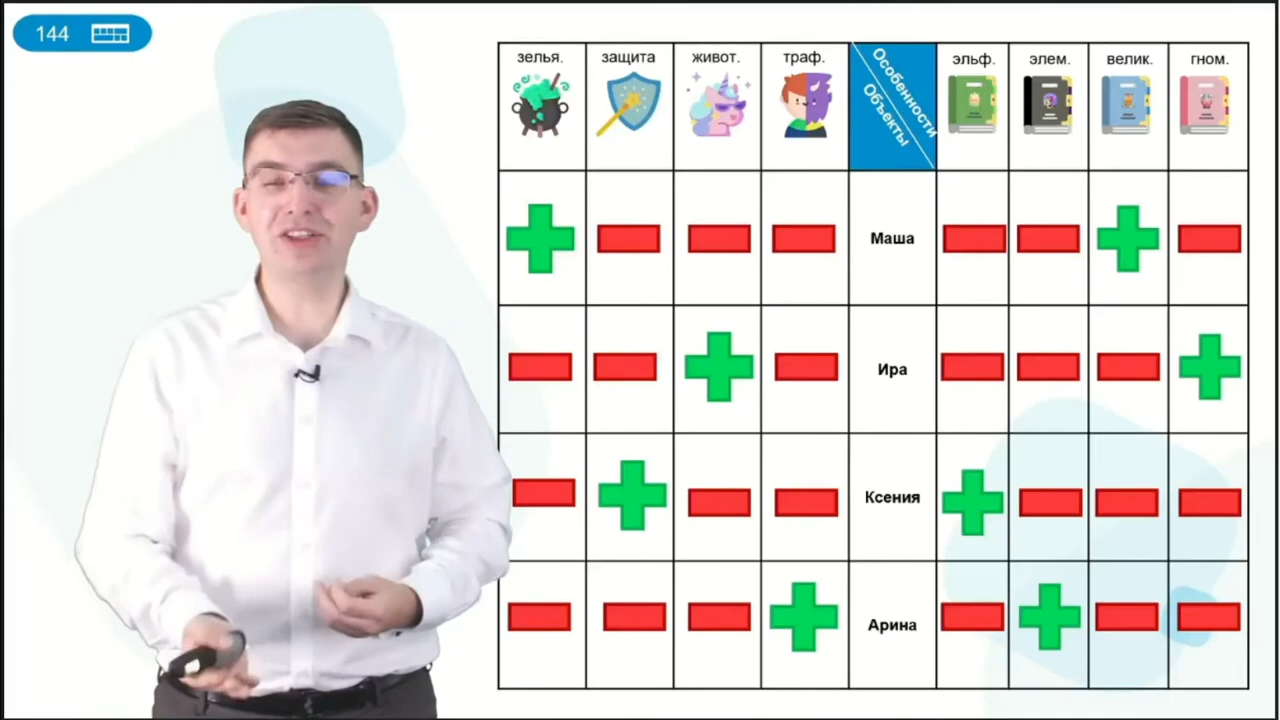 144
зелья.
защита
живот.
траф.
Особенности
Объекты
эльф.
элем.
велик.
гном.
Маша
Ира
Ксения
Арина